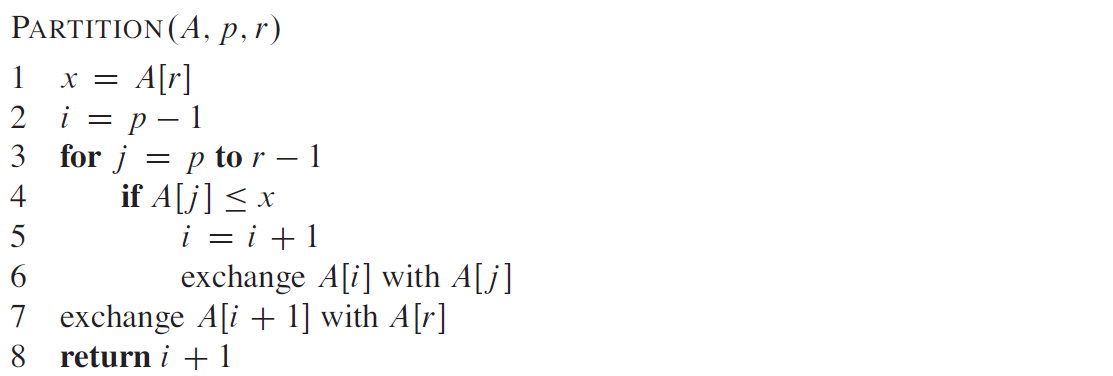 PARTITION(A, p, r)
1 x = A[r]
2 i = p − 1
3 for j = p to r − 1
4 if A[j] ≤ x
5 i = i + 1
6 exchange A[i] with A[j]
7 exchange A[i + 1] with A[r]
8 return i + 1